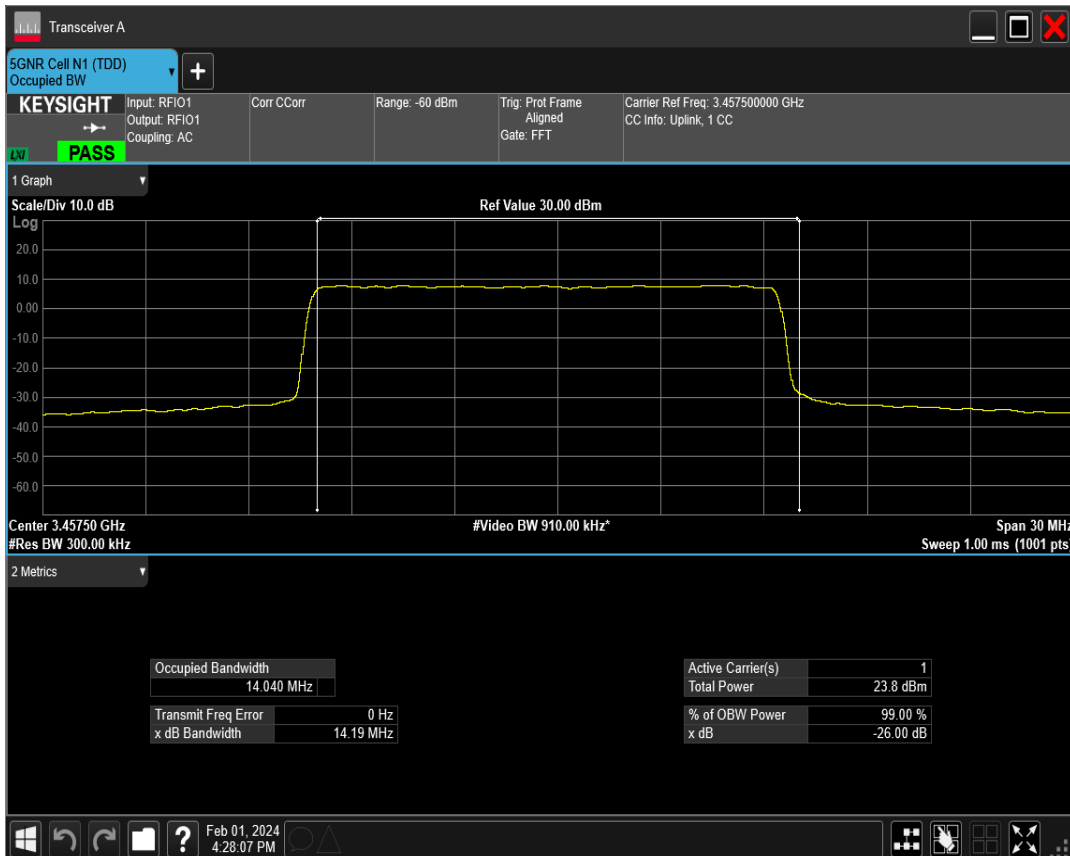 Transceiver A
5GNR Cell N1 (TDD)
Occupied BW
KEYSIGHT
LXI
PASS
Input: RFIO1
Output: RFIO1
Coupling: AC
Corr CCorr
Range: -60 dBm
Trig: Prot Frame
Aligned
Gate: FFT
Carrier Ref Freq: 3.457500000 GHz
CC Info: Uplink, 1 CC
1 Graph
Scale/Div 10.0 dB
Ref Value 30.00 dBm
Log
20.0
10.0
0.00
-10.0
-20.0
-30.0
-40.0
-50.0
-60.0
Center 3.45750 GHz
#Video BW 910.00 kHz*
Span 30 MHz
#Res BW 300.00 kHz
Sweep 1.00 ms (1001 pts)
2 Metrics
Occupied Bandwidth
14.040 MHz
Transmit Freq Error 0 Hz
x dB Bandwidth 14.19 MHz
Active Carrier(s) 1
Total Power 23.8 dBm
% of OBW Power 99.00 %
x dB -26.00 dB
?
Feb 01, 2024
4:28:07 PM